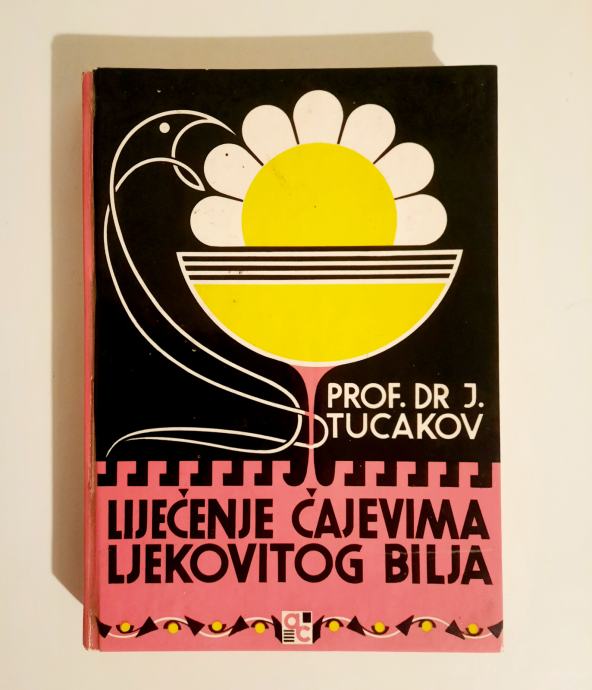 PROF. DR J.
TUCAKOV
LIJEČENJE ČAJEVIMA
LJEKOVITOG BILJA